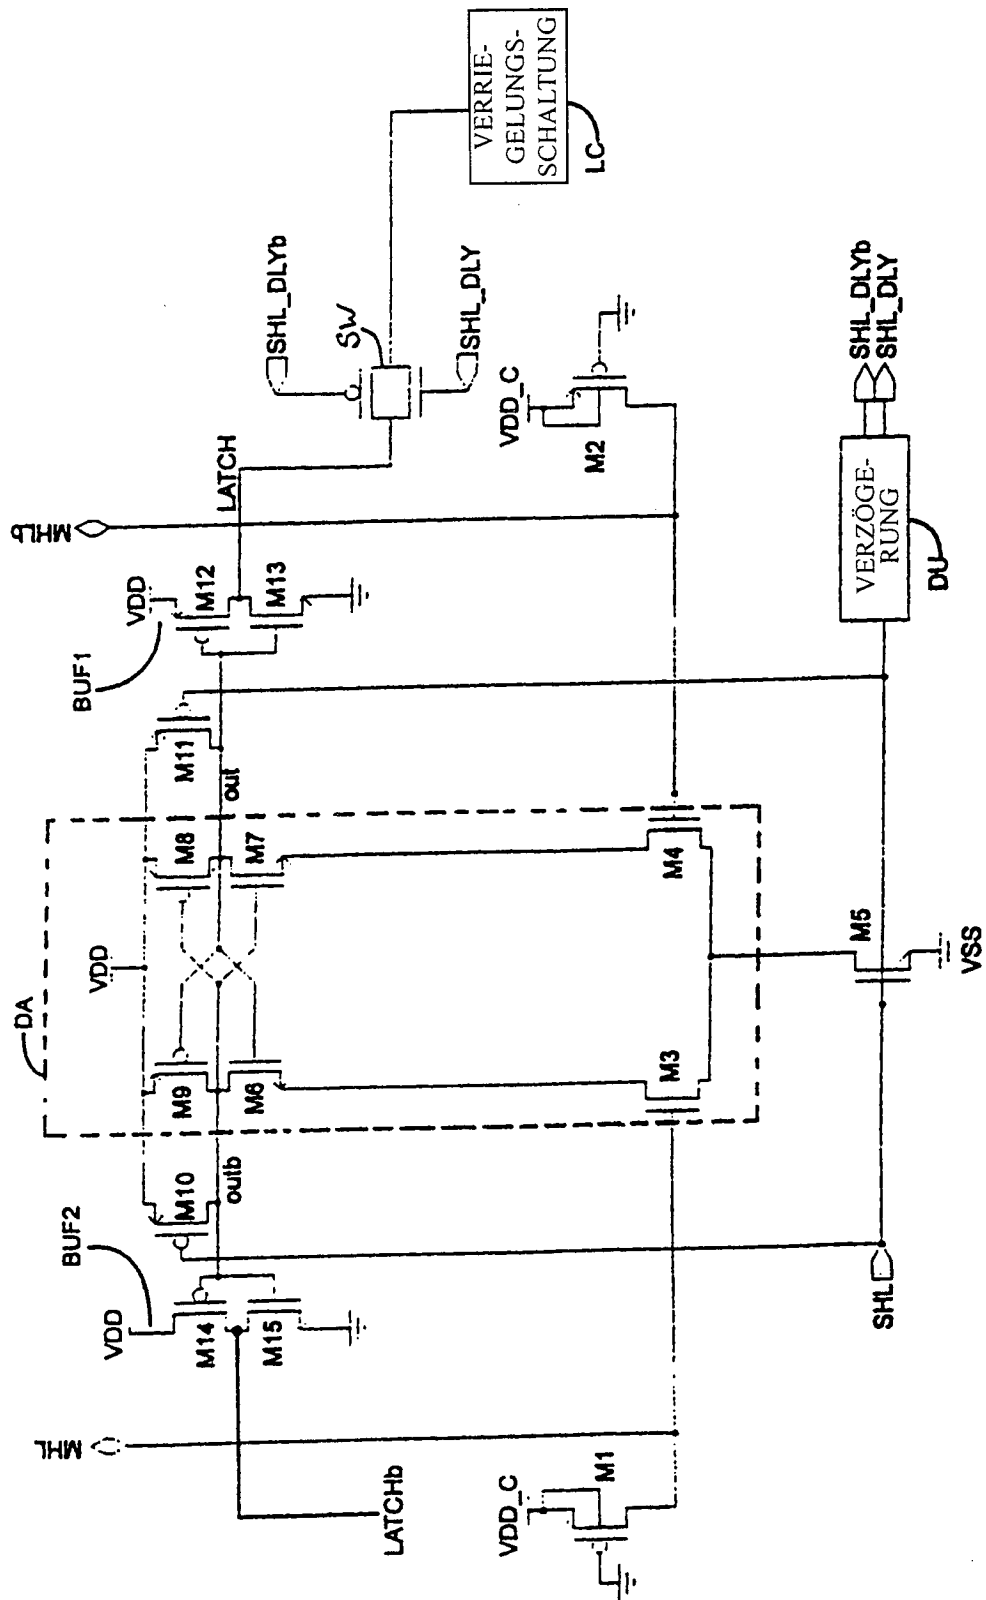 DA
VDD
BUF2
VDD
M14
M15
M10
outb
M9
M6
M8
M7
M11
out
BUF1
VDD
M12
M13
MHL
MHLb
LATCH
LATCHb
SHL_DLYb
SW
SHL_DLY
VERRIE-
GELUNGS-
SCHALTUNG
LC
VDD_C
M1
VDD_C
M2
M3
M4
M5
VSS
SHL
VERZÖGE-
RUNG
DU
SHL_DLYb
SHL_DLY